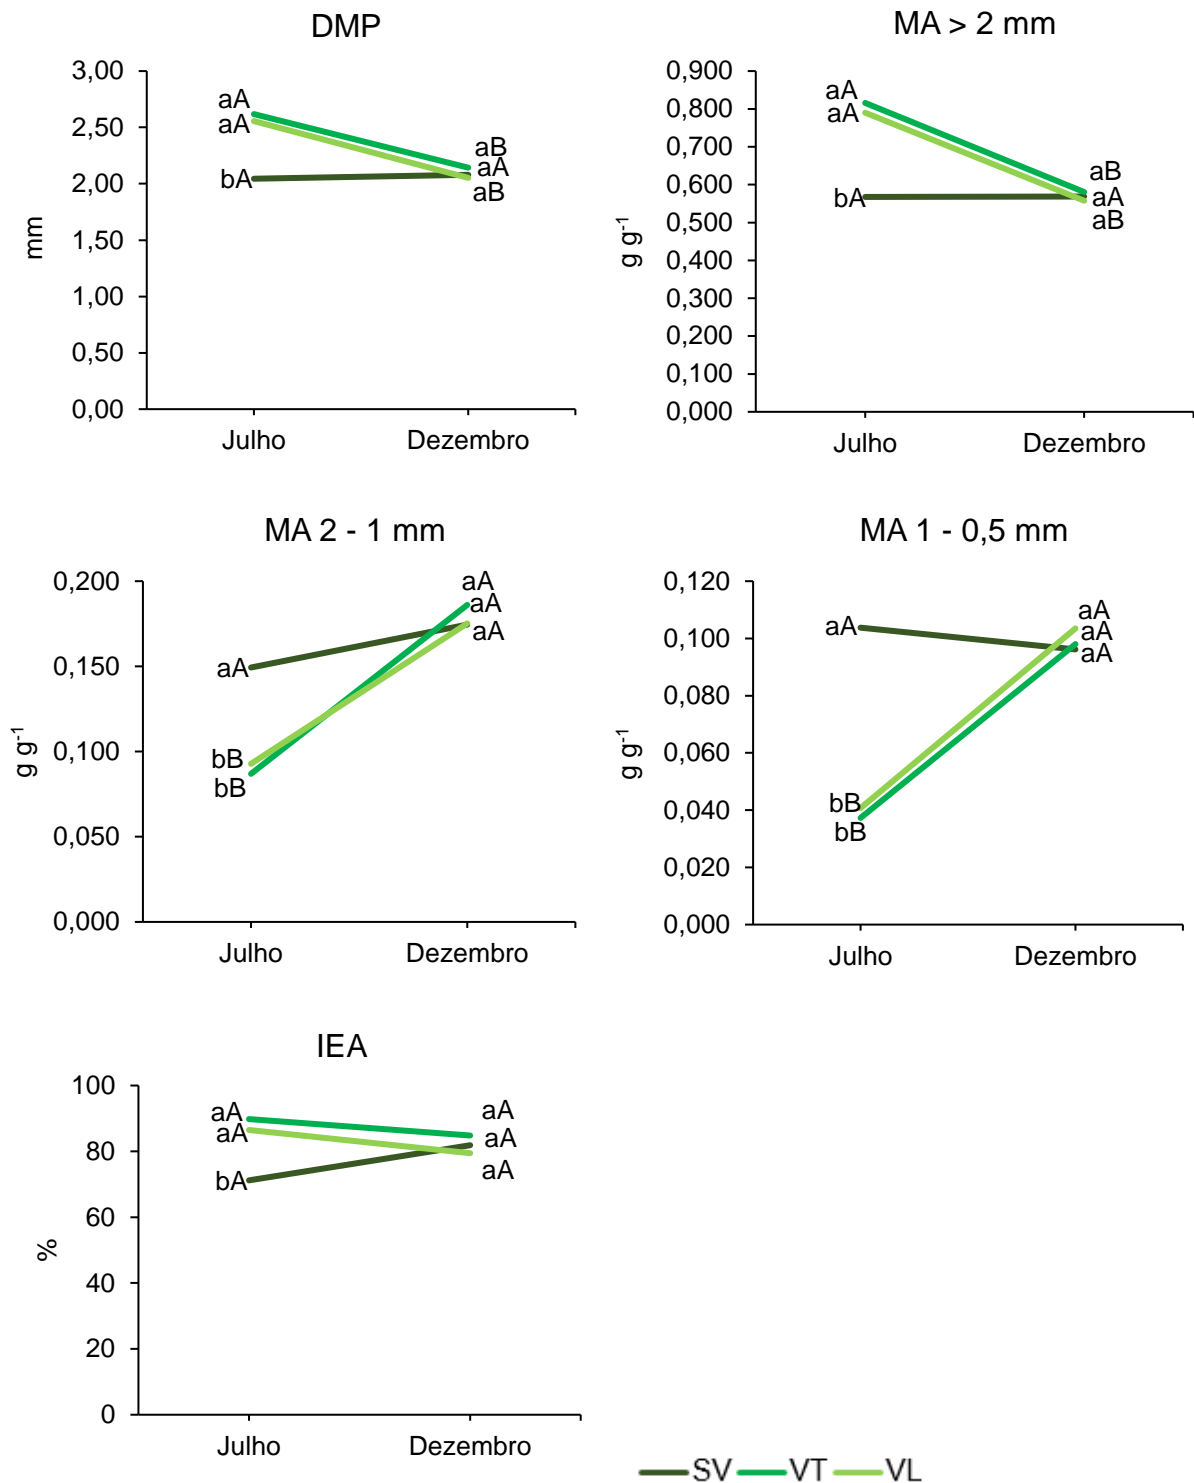 DMP
3,00
2,50
2,00
1,50
1,00
0,50
0,00
mm
aA
aA
bA
aB
aA
aB
Julho
Dezembro
MA > 2 mm
0,900
0,800
0,700
0,600
0,500
0,400
0,300
0,200
0,100
0,000
g g⁻¹
aA
aA
bA
aB
aA
aB
Julho
Dezembro
MA 2 - 1 mm
0,200
0,150
0,100
0,050
0,000
g g⁻¹
aA
bB
bB
aA
aA
aA
Julho
Dezembro
MA 1 - 0,5 mm
0,120
0,100
0,080
0,060
0,040
0,020
0,000
g g⁻¹
aA
bB
bB
aA
aA
aA
Julho
Dezembro
IEA
100
80
60
40
20
0
%
aA
aA
bA
aA
aA
aA
Julho
Dezembro
SV VT VL